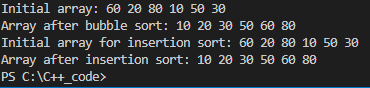 Initial array: 60 20 80 10 50 30
Array after bubble sort: 10 20 30 50 60 80
Initial array for insertion sort: 60 20 80 10 50 30
Array after insertion sort: 10 20 30 50 60 80
PS C:\C++_code>